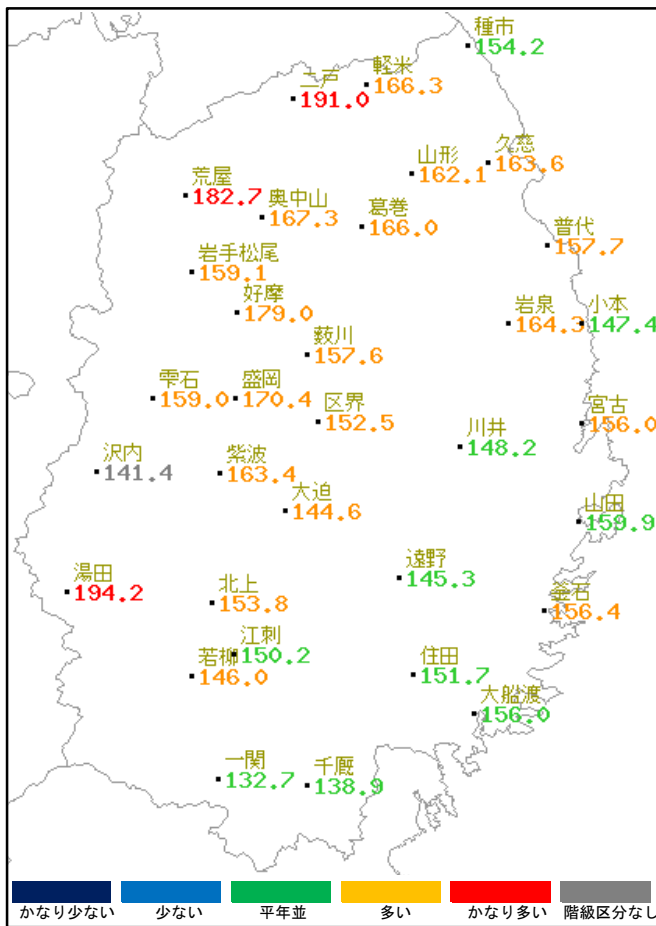 種市
154.2
軽米
166.3
二戸
191.0
久慈
163.6
山形
162.1
荒屋
182.7
奥中山
167.3
葛巻
166.0
普代
157.7
岩手松尾
159.1
好摩
179.0
岩泉
164.3
小本
147.4
薮川
157.6
雫石
159.0
盛岡
170.4
区界
152.5
宮古
156.0
川井
148.2
沢内
141.4
紫波
163.4
大迫
144.6
山田
159.9
遠野
145.3
湯田
194.2
北上
153.8
釜石
156.4
江刺
150.2
若柳
146.0
住田
151.7
大船渡
156.0
一関
132.7
千厩
138.9
かなり少ない
少ない
平年並
多い
かなり多い
階級区分なし